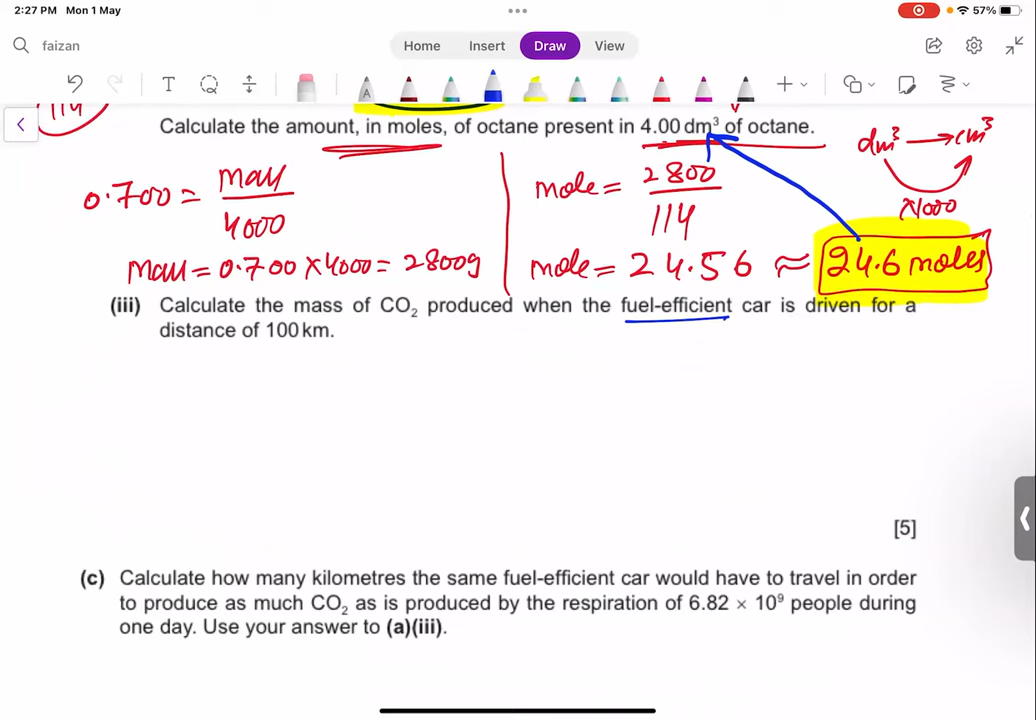 2:27 PM Mon 1 May
57%
faizan
Home Insert Draw View
114
Calculate the amount, in moles, of octane present in 4.00 dm³ of octane.
dm³ → cm³
×1000
0.700 = mass/4000
mass = 0.700 × 4000 = 2800g
mole = 2800/114
mole = 24.56 ≈ 24.6 moles
(iii) Calculate the mass of CO₂ produced when the fuel-efficient car is driven for a
distance of 100 km.
[5]
(c) Calculate how many kilometres the same fuel-efficient car would have to travel in order
to produce as much CO₂ as is produced by the respiration of 6.82 × 10⁹ people during
one day. Use your answer to (a)(iii).